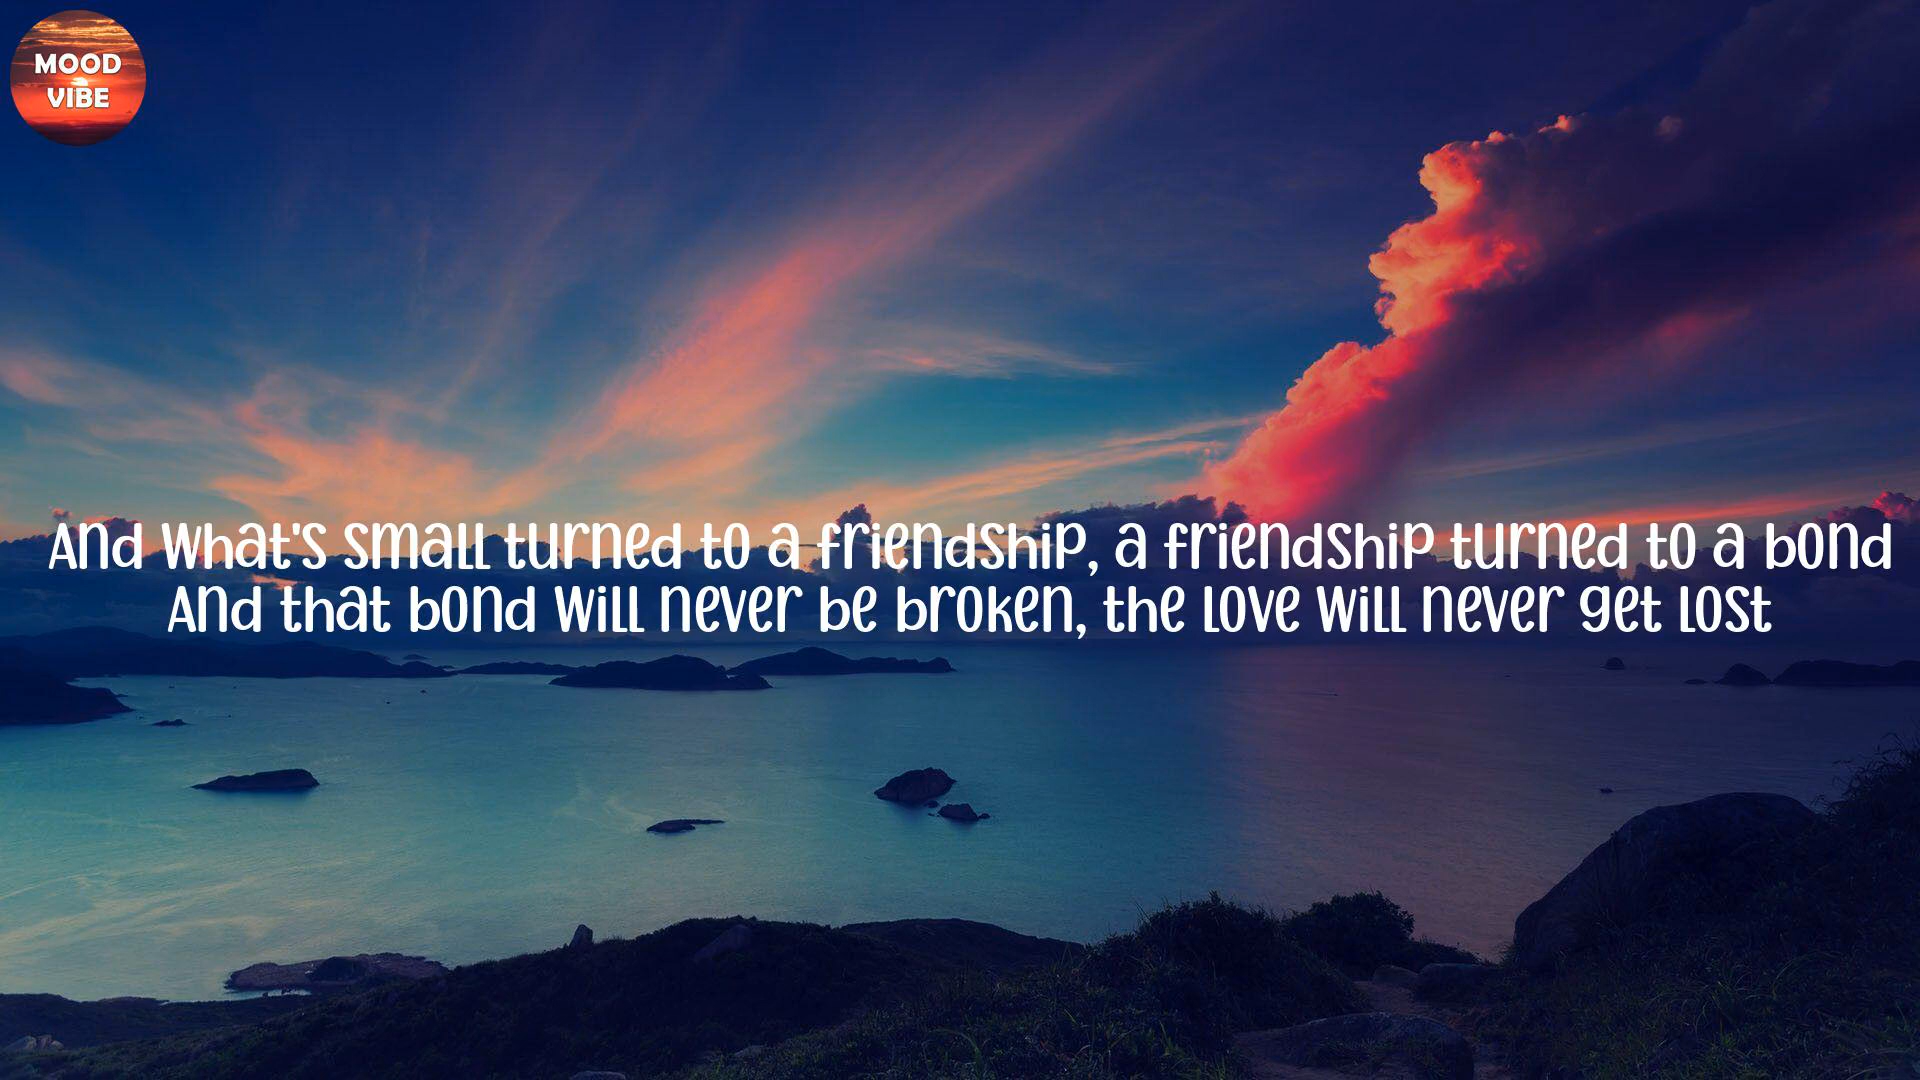 MOOD
VIBE
And what's small turned to a friendship, a friendship turned to a bond
And that bond will never be broken, the love will never get lost